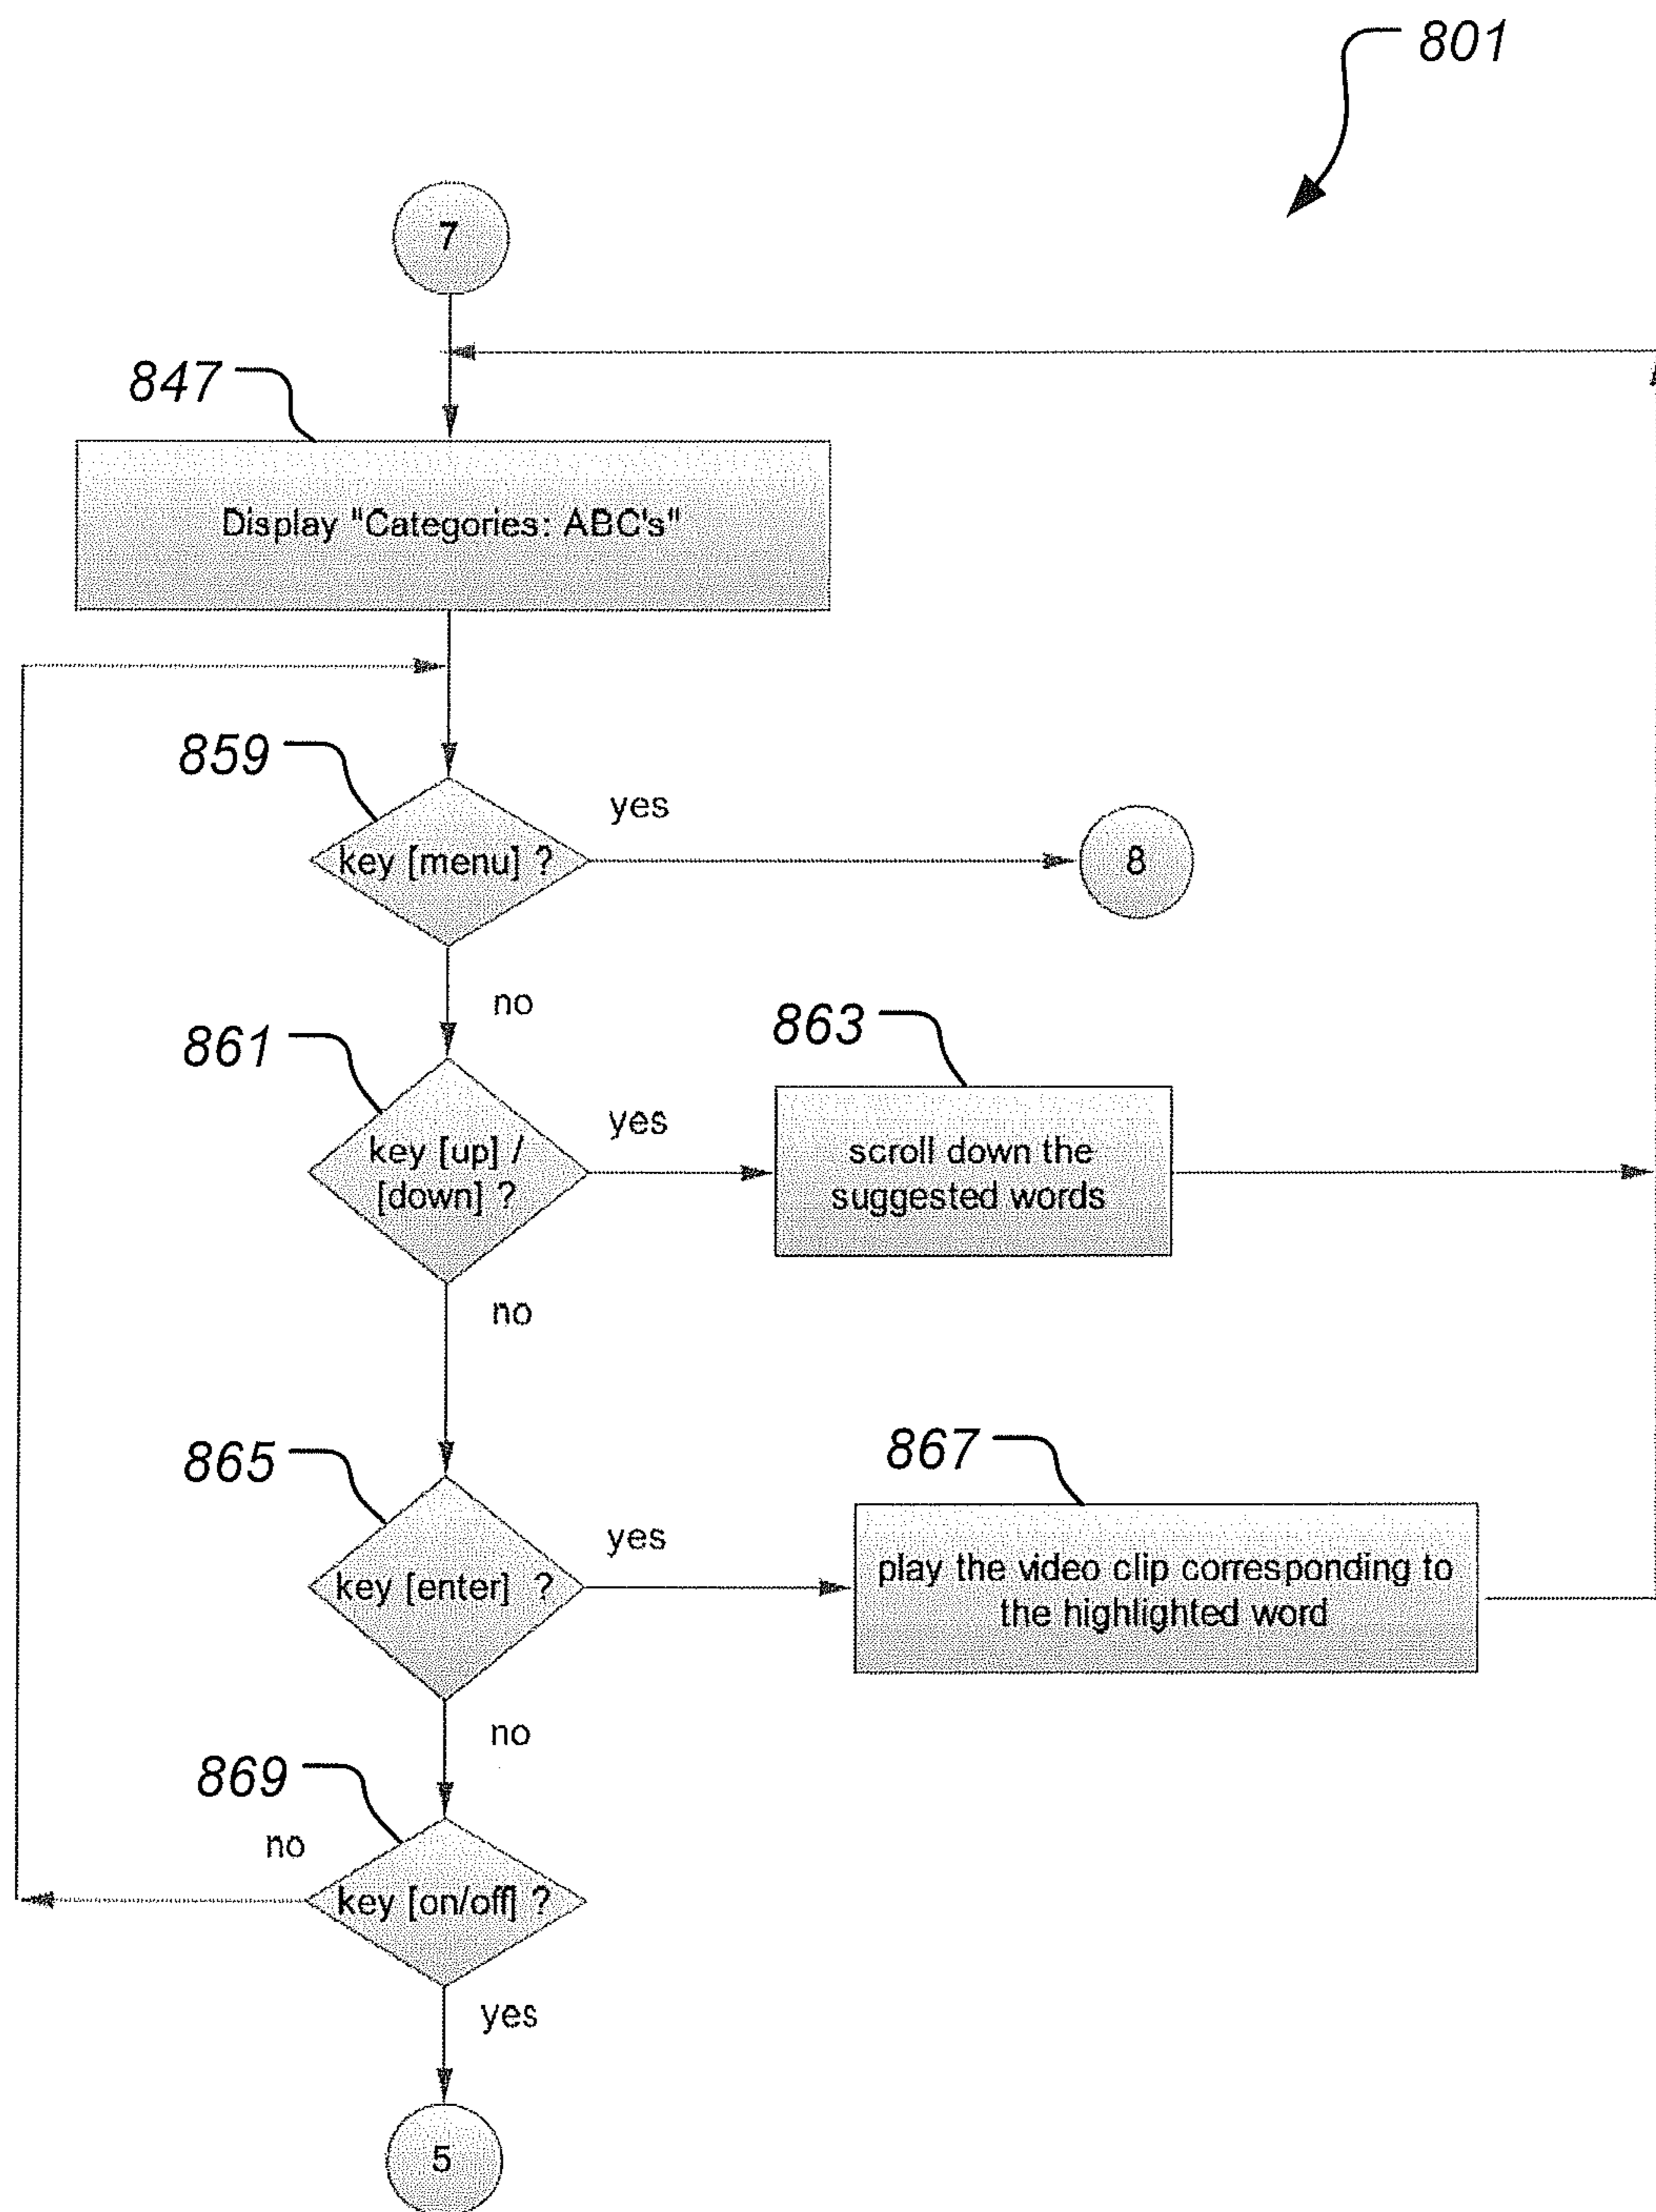 801
7
847
Display "Categories: ABC's"
859
yes
key [menu] ?
8
no
861
863
yes
key [up] /
[down] ?
scroll down the
suggested words
no
865
867
yes
key [enter] ?
play the video clip corresponding to
the highlighted word
no
869
no
key [on/off] ?
yes
5